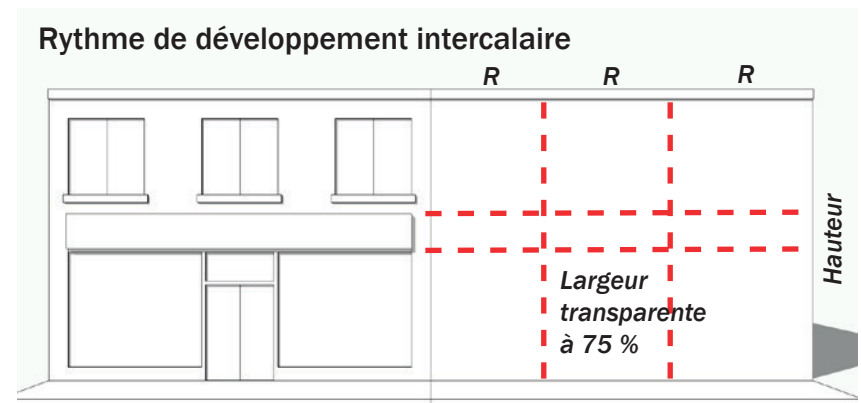 Rythme de développement intercalaire
R R R
Hauteur
Largeur
transparente
à 75 %